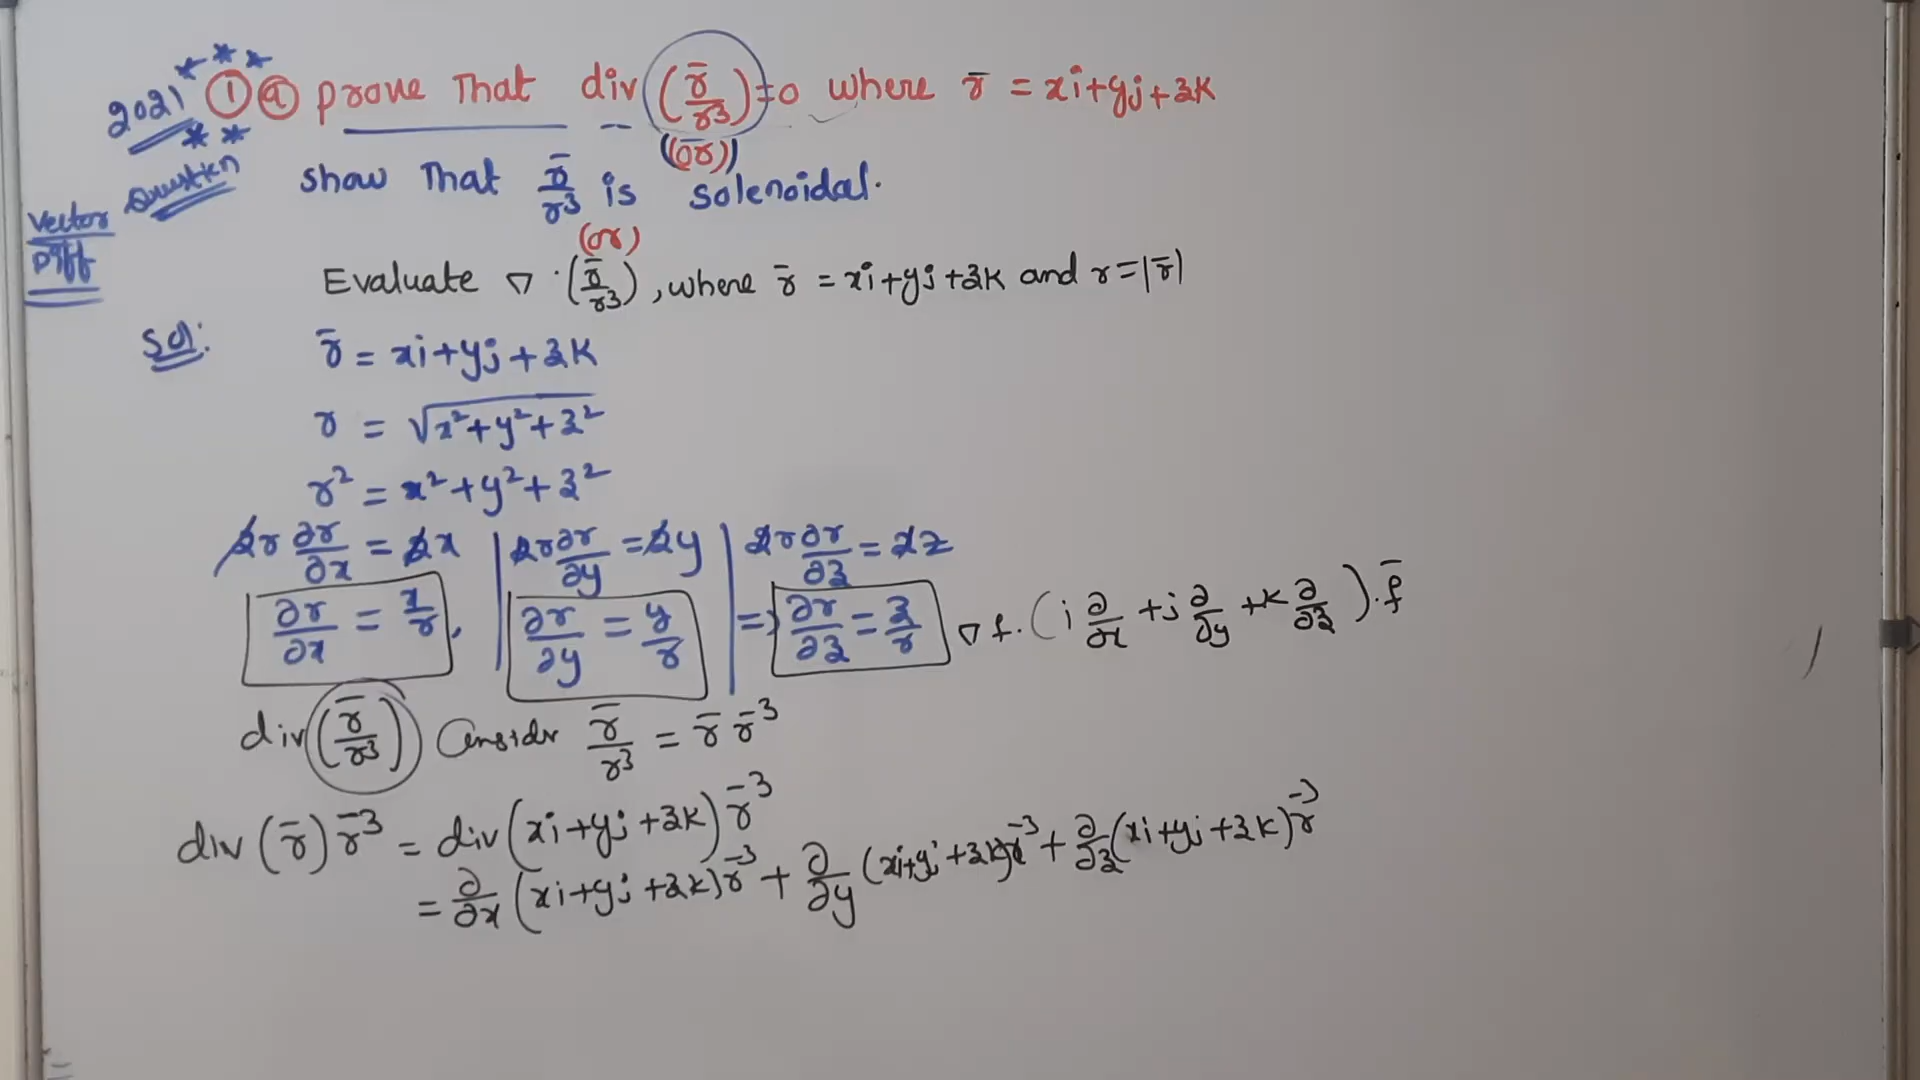 2021 *** ① ⓐ prove That div (r̄/r³)=0 where r̄ = xi+yj+zk
** Question (or)
show That r̄/r³ is solenoidal.
Vector Diff
(or)
Evaluate ∇ · (r̄/r³), where r̄ = xi+yj+zk and r=|r̄|
Sol: r̄ = xi+yj+zk
r = √x²+y²+z²
r² = x²+y²+z²
2r ∂r/∂x = 2x | 2r ∂r/∂y = 2y | 2r ∂r/∂z = 2z
∂r/∂x = x/r, | ∂r/∂y = y/r | => ∂r/∂z = z/r ∇ f. (i ∂/∂x + j ∂/∂y + k ∂/∂z).f̄
div (r̄/r³) Consider r̄/r³ = r̄ r⁻³
div (r̄) r⁻³ = div (xi+yj+zk) r⁻³
= ∂/∂x (xi+yj+zk) r⁻³ + ∂/∂y (xi+yj+zk) r⁻³ + ∂/∂z (xi+yj+zk) r⁻³